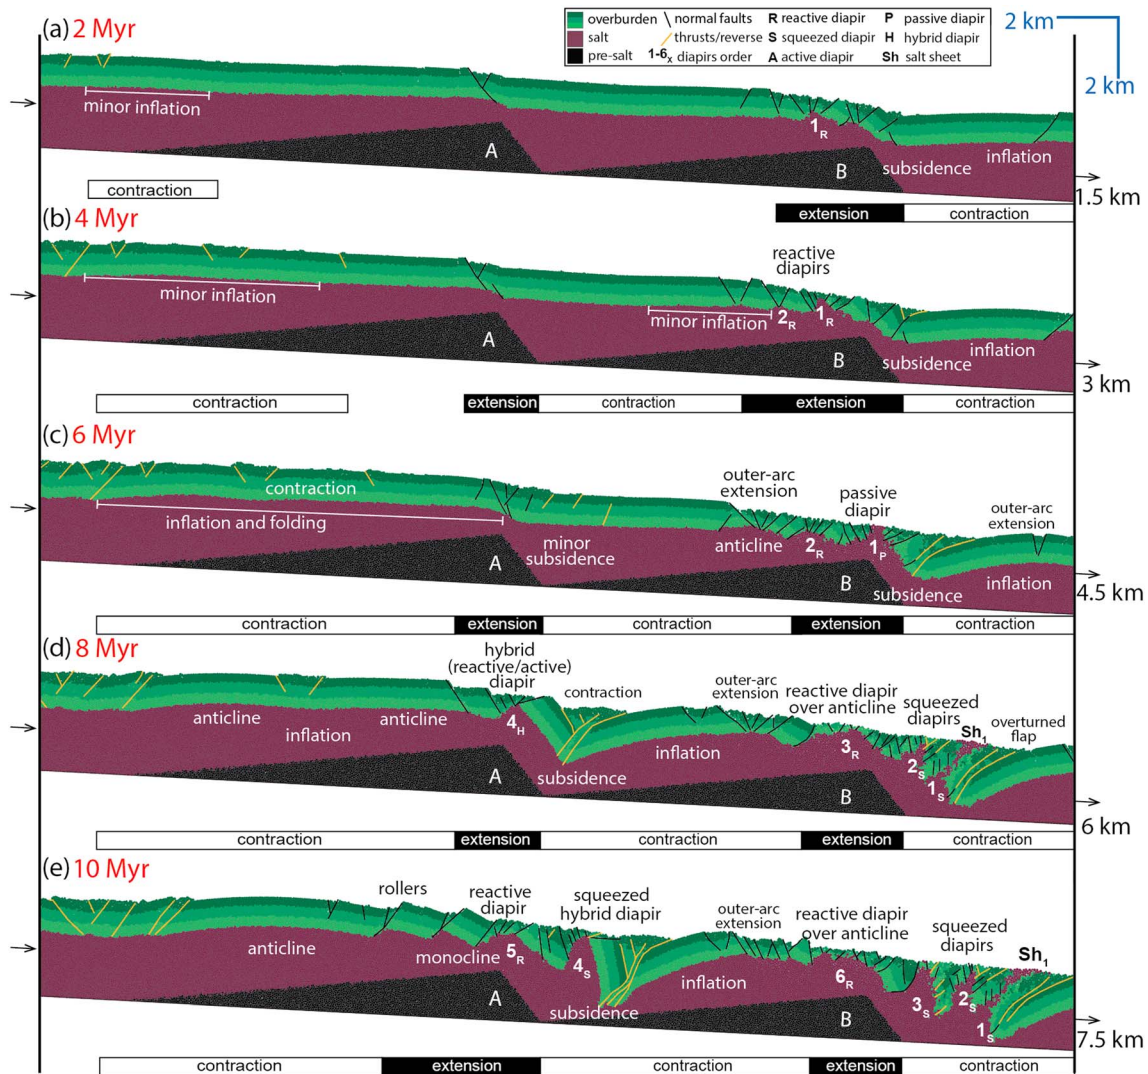 (a) 2 Myr
overburden
salt
pre-salt
normal faults
thrusts/reverse
1-6x diapirs order
R reactive diapir
S squeezed diapir
A active diapir
P passive diapir
H hybrid diapir
Sh salt sheet
2 km
2 km
minor inflation
A
1R
B
subsidence
inflation
1.5 km
contraction
extension
contraction
(b) 4 Myr
reactive
diapirs
minor inflation
minor inflation
2R
1R
A
B
subsidence
inflation
3 km
contraction
extension
contraction
extension
contraction
(c) 6 Myr
outer-arc
extension
passive
diapir
outer-arc
extension
contraction
inflation and folding
minor
subsidence
anticline
2R
1P
A
B
subsidence
inflation
4.5 km
contraction
extension
contraction
extension
contraction
(d) 8 Myr
hybrid
(reactive/active)
diapir
contraction
outer-arc
extension
reactive diapir
over anticline
squeezed
diapirs
Sh1
overturned
flap
anticline
anticline
inflation
4H
inflation
3R
2S
1S
A
subsidence
B
6 km
contraction
extension
contraction
extension
contraction
(e) 10 Myr
rollers
reactive
diapir
squeezed
hybrid diapir
outer-arc
extension
reactive diapir
over anticline
squeezed
diapirs
Sh1
anticline
monocline
5R
4S
inflation
6R
3S
2S
1S
A
subsidence
B
7.5 km
contraction
extension
contraction
extension
contraction